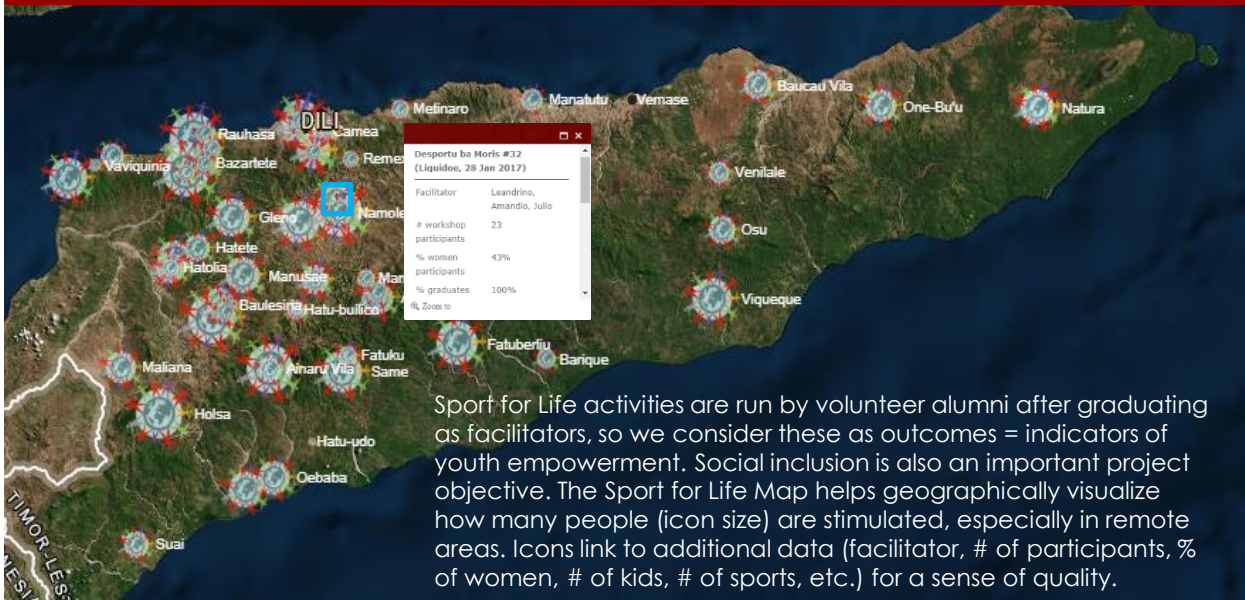 Baucau Vila
Metinaro
Manatutu
Vemase
One-Bu'u
Natura
DILI
Camea
Rauhasa
Bazartete
Vaviquinia
Desportu ba Moris #32
(Liquidoe, 28 Jan 2017)
Facilitator Leandrino,
Amandio, Julio
# workshop 23
participants
% women 43%
participants
% graduates 100%
Zoom to
Venilale
Gleno
Osu
Hatete
Hatolia
Manusae
Baulesiria
Hatu-builico
Viqueque
Fatuberliu
Barique
Fatuku
Maliana
Ainaru Vila
Same
Holsa
Hatu-udo
Oebaba
Suai
Sport for Life activities are run by volunteer alumni after graduating
as facilitators, so we consider these as outcomes = indicators of
youth empowerment. Social inclusion is also an important project
objective. The Sport for Life Map helps geographically visualize
how many people (icon size) are stimulated, especially in remote
areas. Icons link to additional data (facilitator, # of participants, %
of women, # of kids, # of sports, etc.) for a sense of quality.